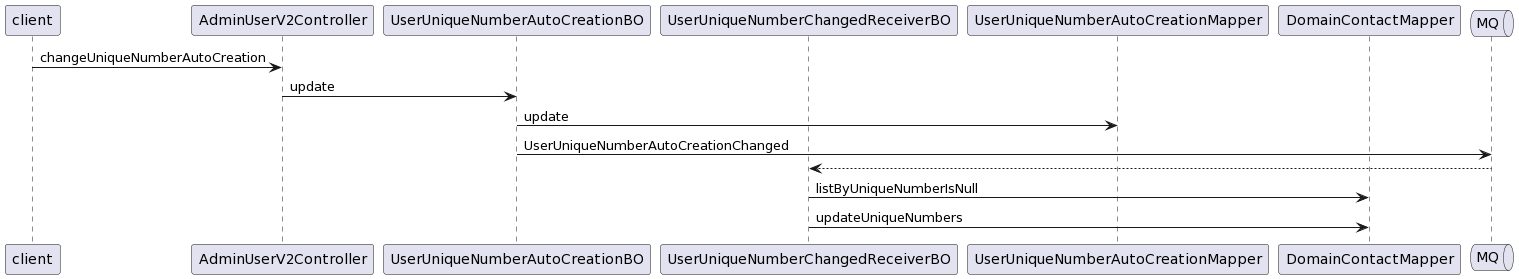 client AdminUserV2Controller UserUniqueNumberAutoCreationBO UserUniqueNumberChangedReceiverBO UserUniqueNumberAutoCreationMapper DomainContactMapper MQ
changeUniqueNumberAutoCreation
update
update
UserUniqueNumberAutoCreationChanged
listByUniqueNumberIsNull
updateUniqueNumbers
client AdminUserV2Controller UserUniqueNumberAutoCreationBO UserUniqueNumberChangedReceiverBO UserUniqueNumberAutoCreationMapper DomainContactMapper MQ